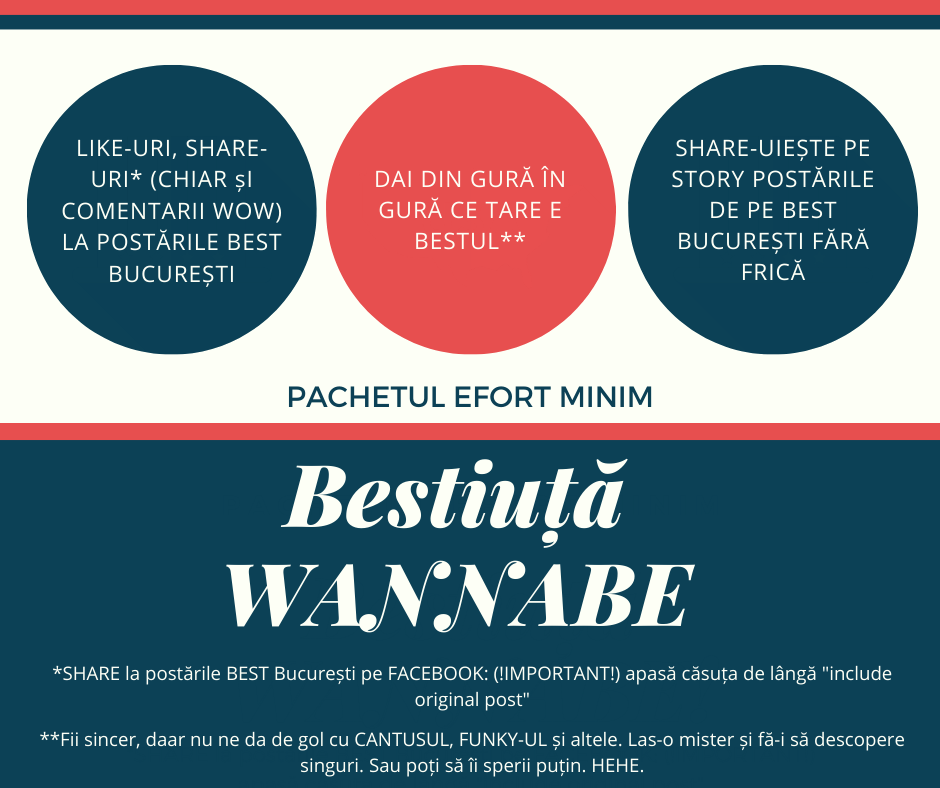 LIKE-URI, SHARE-
URI* (CHIAR șI
COMENTARII WOW)
LA POSTĂRILE BEST
BUCUREȘTI
DAI DIN GURĂ ÎN
GURĂ CE TARE E
BESTUL**
SHARE-UIEȘTE PE
STORY POSTĂRILE
DE PE BEST
BUCUREȘTI FĂRĂ
FRICĂ
PACHETUL EFORT MINIM
Bestiuță
WANNABE
*SHARE la postările BEST București pe FACEBOOK: (!IMPORTANT!) apasă căsuța de lângă "include
original post"
**Fii sincer, daar nu ne da de gol cu CANTUSUL, FUNKY-UL și altele. Las-o mister și fă-i să descopere
singuri. Sau poți să îi sperii puțin. HEHE.